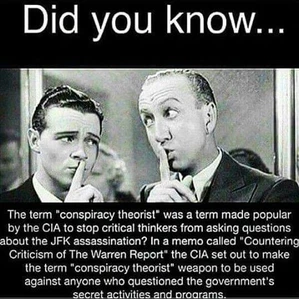 Did you know...
The term "conspiracy theorist" was a term made popular
by the CIA to stop critical thinkers from asking questions
about the JFK assassination? In a memo called "Countering
Criticism of The Warren Report" the CIA set out to make
the term "conspiracy theorist" weapon to be used
against anyone who questioned the government's
secret activities and programs.